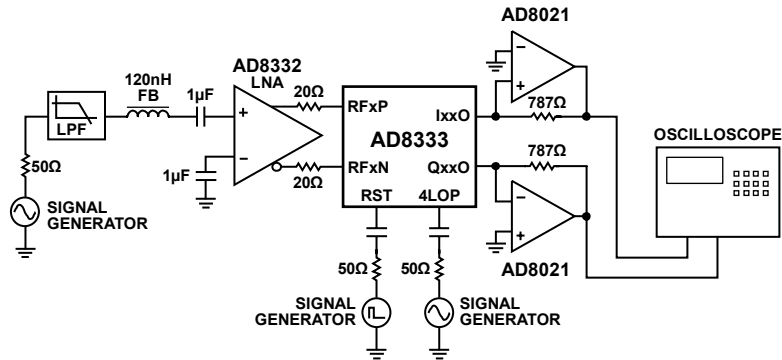 AD8021
AD8332
LNA
120nH
FB
1µF
20Ω
787Ω
LPF
RFxP
IxxO
AD8333
OSCILLOSCOPE
787Ω
50Ω
1µF
20Ω
RFxN
QxxO
RST
4LOP
SIGNAL
GENERATOR
50Ω
50Ω
AD8021
SIGNAL
GENERATOR
SIGNAL
GENERATOR